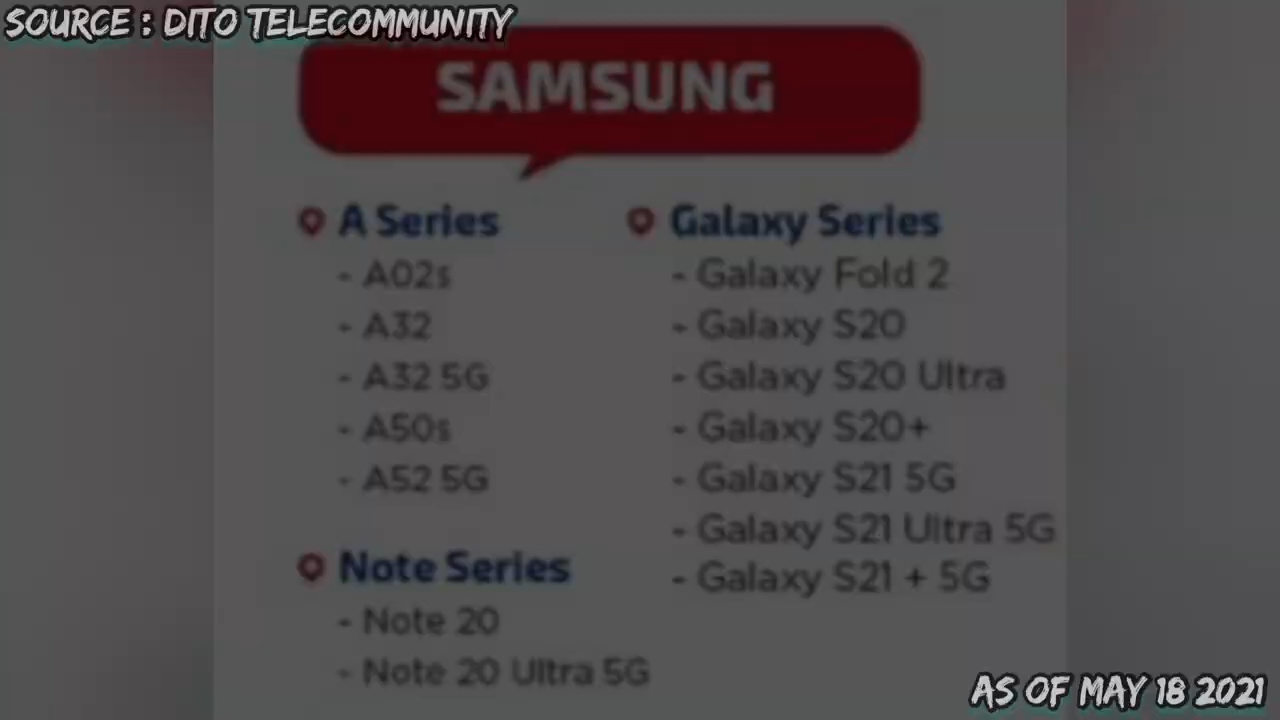 SOURCE : DITO TELECOMMUNITY
SAMSUNG
A Series
- A02s
- A32
- A32 5G
- A50s
- A52 5G
Note Series
- Note 20
- Note 20 Ultra 5G
Galaxy Series
- Galaxy Fold 2
- Galaxy S20
- Galaxy S20 Ultra
- Galaxy S20+
- Galaxy S21 5G
- Galaxy S21 Ultra 5G
- Galaxy S21 + 5G
AS OF MAY 18 2021